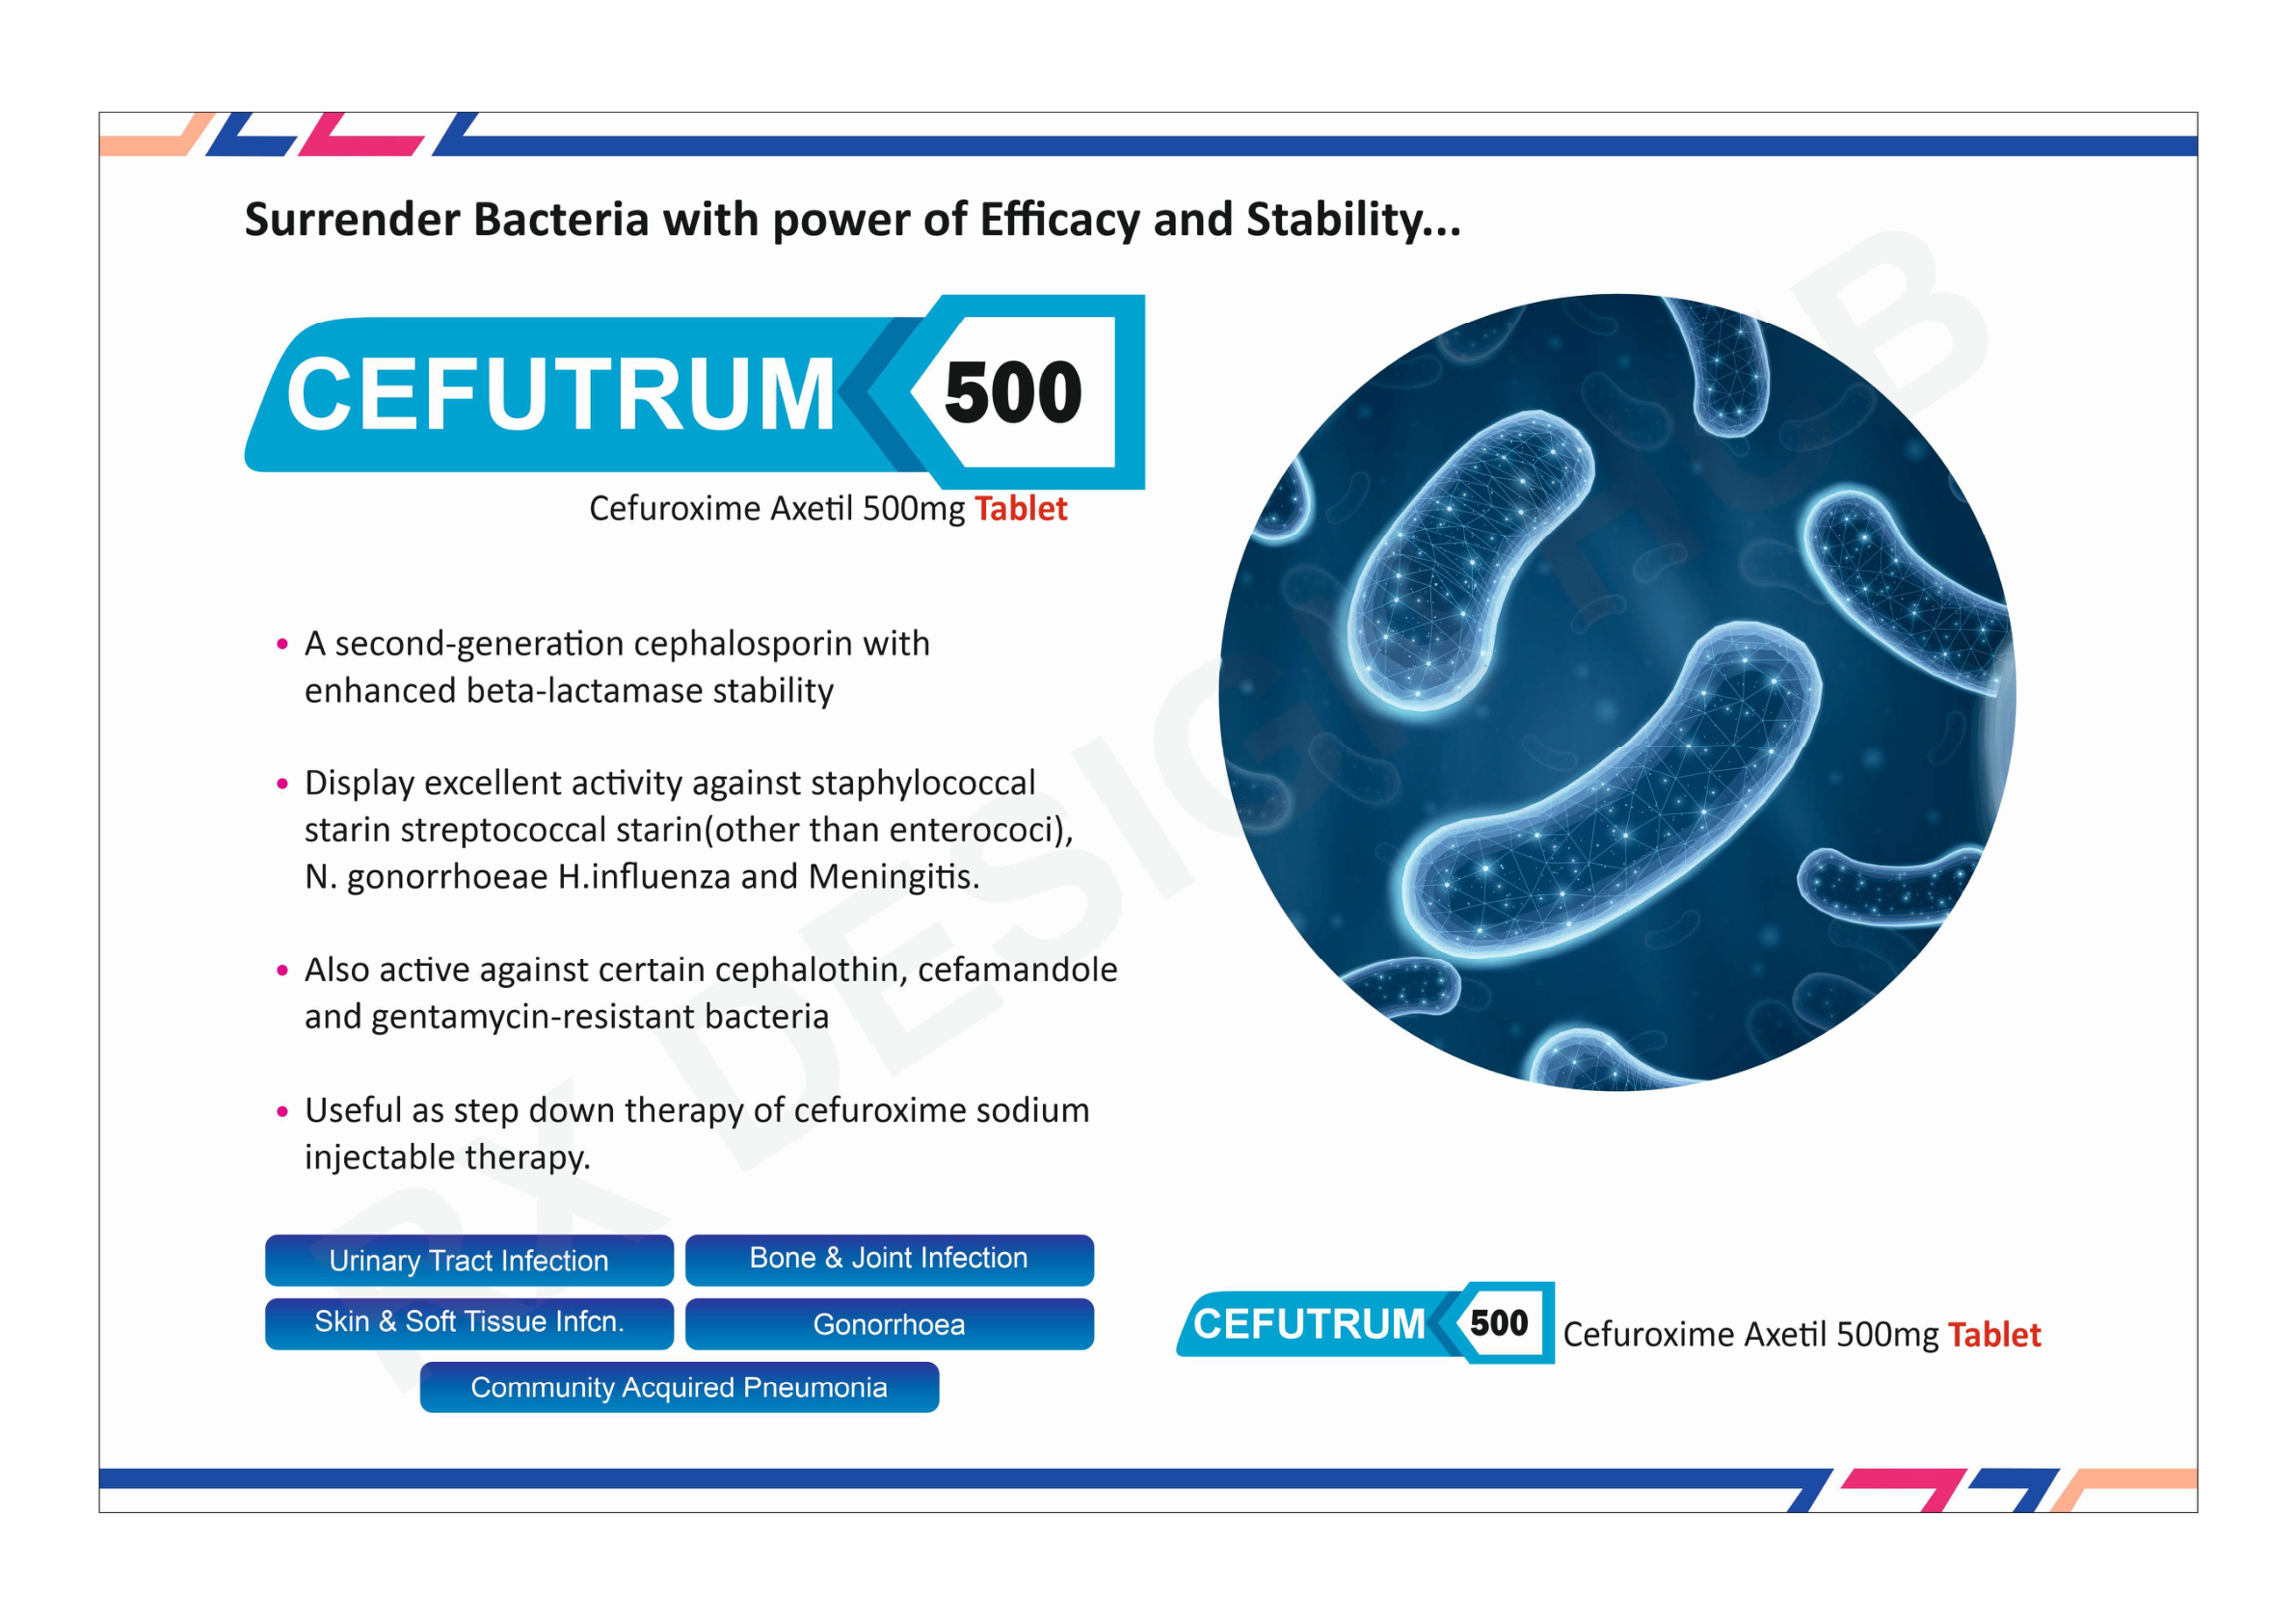 Surrender Bacteria with power of Efficacy and Stability...
CEFUTRUM 500
Cefuroxime Axetil 500mg Tablet
• A second-generation cephalosporin with
enhanced beta-lactamase stability
• Display excellent activity against staphylococcal
starin streptococcal starin(other than enterococi),
N. gonorrhoeae H.influenza and Meningitis.
• Also active against certain cephalothin, cefamandole
and gentamycin-resistant bacteria
• Useful as step down therapy of cefuroxime sodium
injectable therapy.
Urinary Tract Infection
Bone & Joint Infection
Skin & Soft Tissue Infcn.
Gonorrhoea
Community Acquired Pneumonia
CEFUTRUM 500 Cefuroxime Axetil 500mg Tablet
RX DESIGN HUB